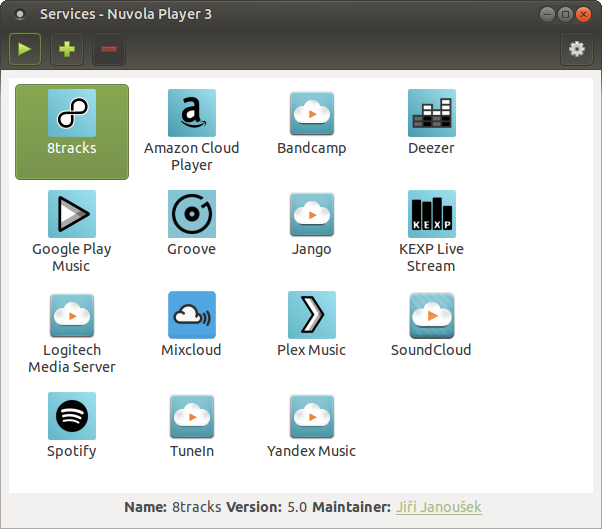 Services - Nuvola Player 3
8tracks
Amazon Cloud
Player
Bandcamp
Deezer
Google Play
Music
Groove
Jango
KEXP
KEXP Live
Stream
Logitech
Media Server
Mixcloud
Plex Music
SoundCloud
Spotify
TuneIn
Yandex Music
Name: 8tracks Version: 5.0 Maintainer: Jiří Janoušek